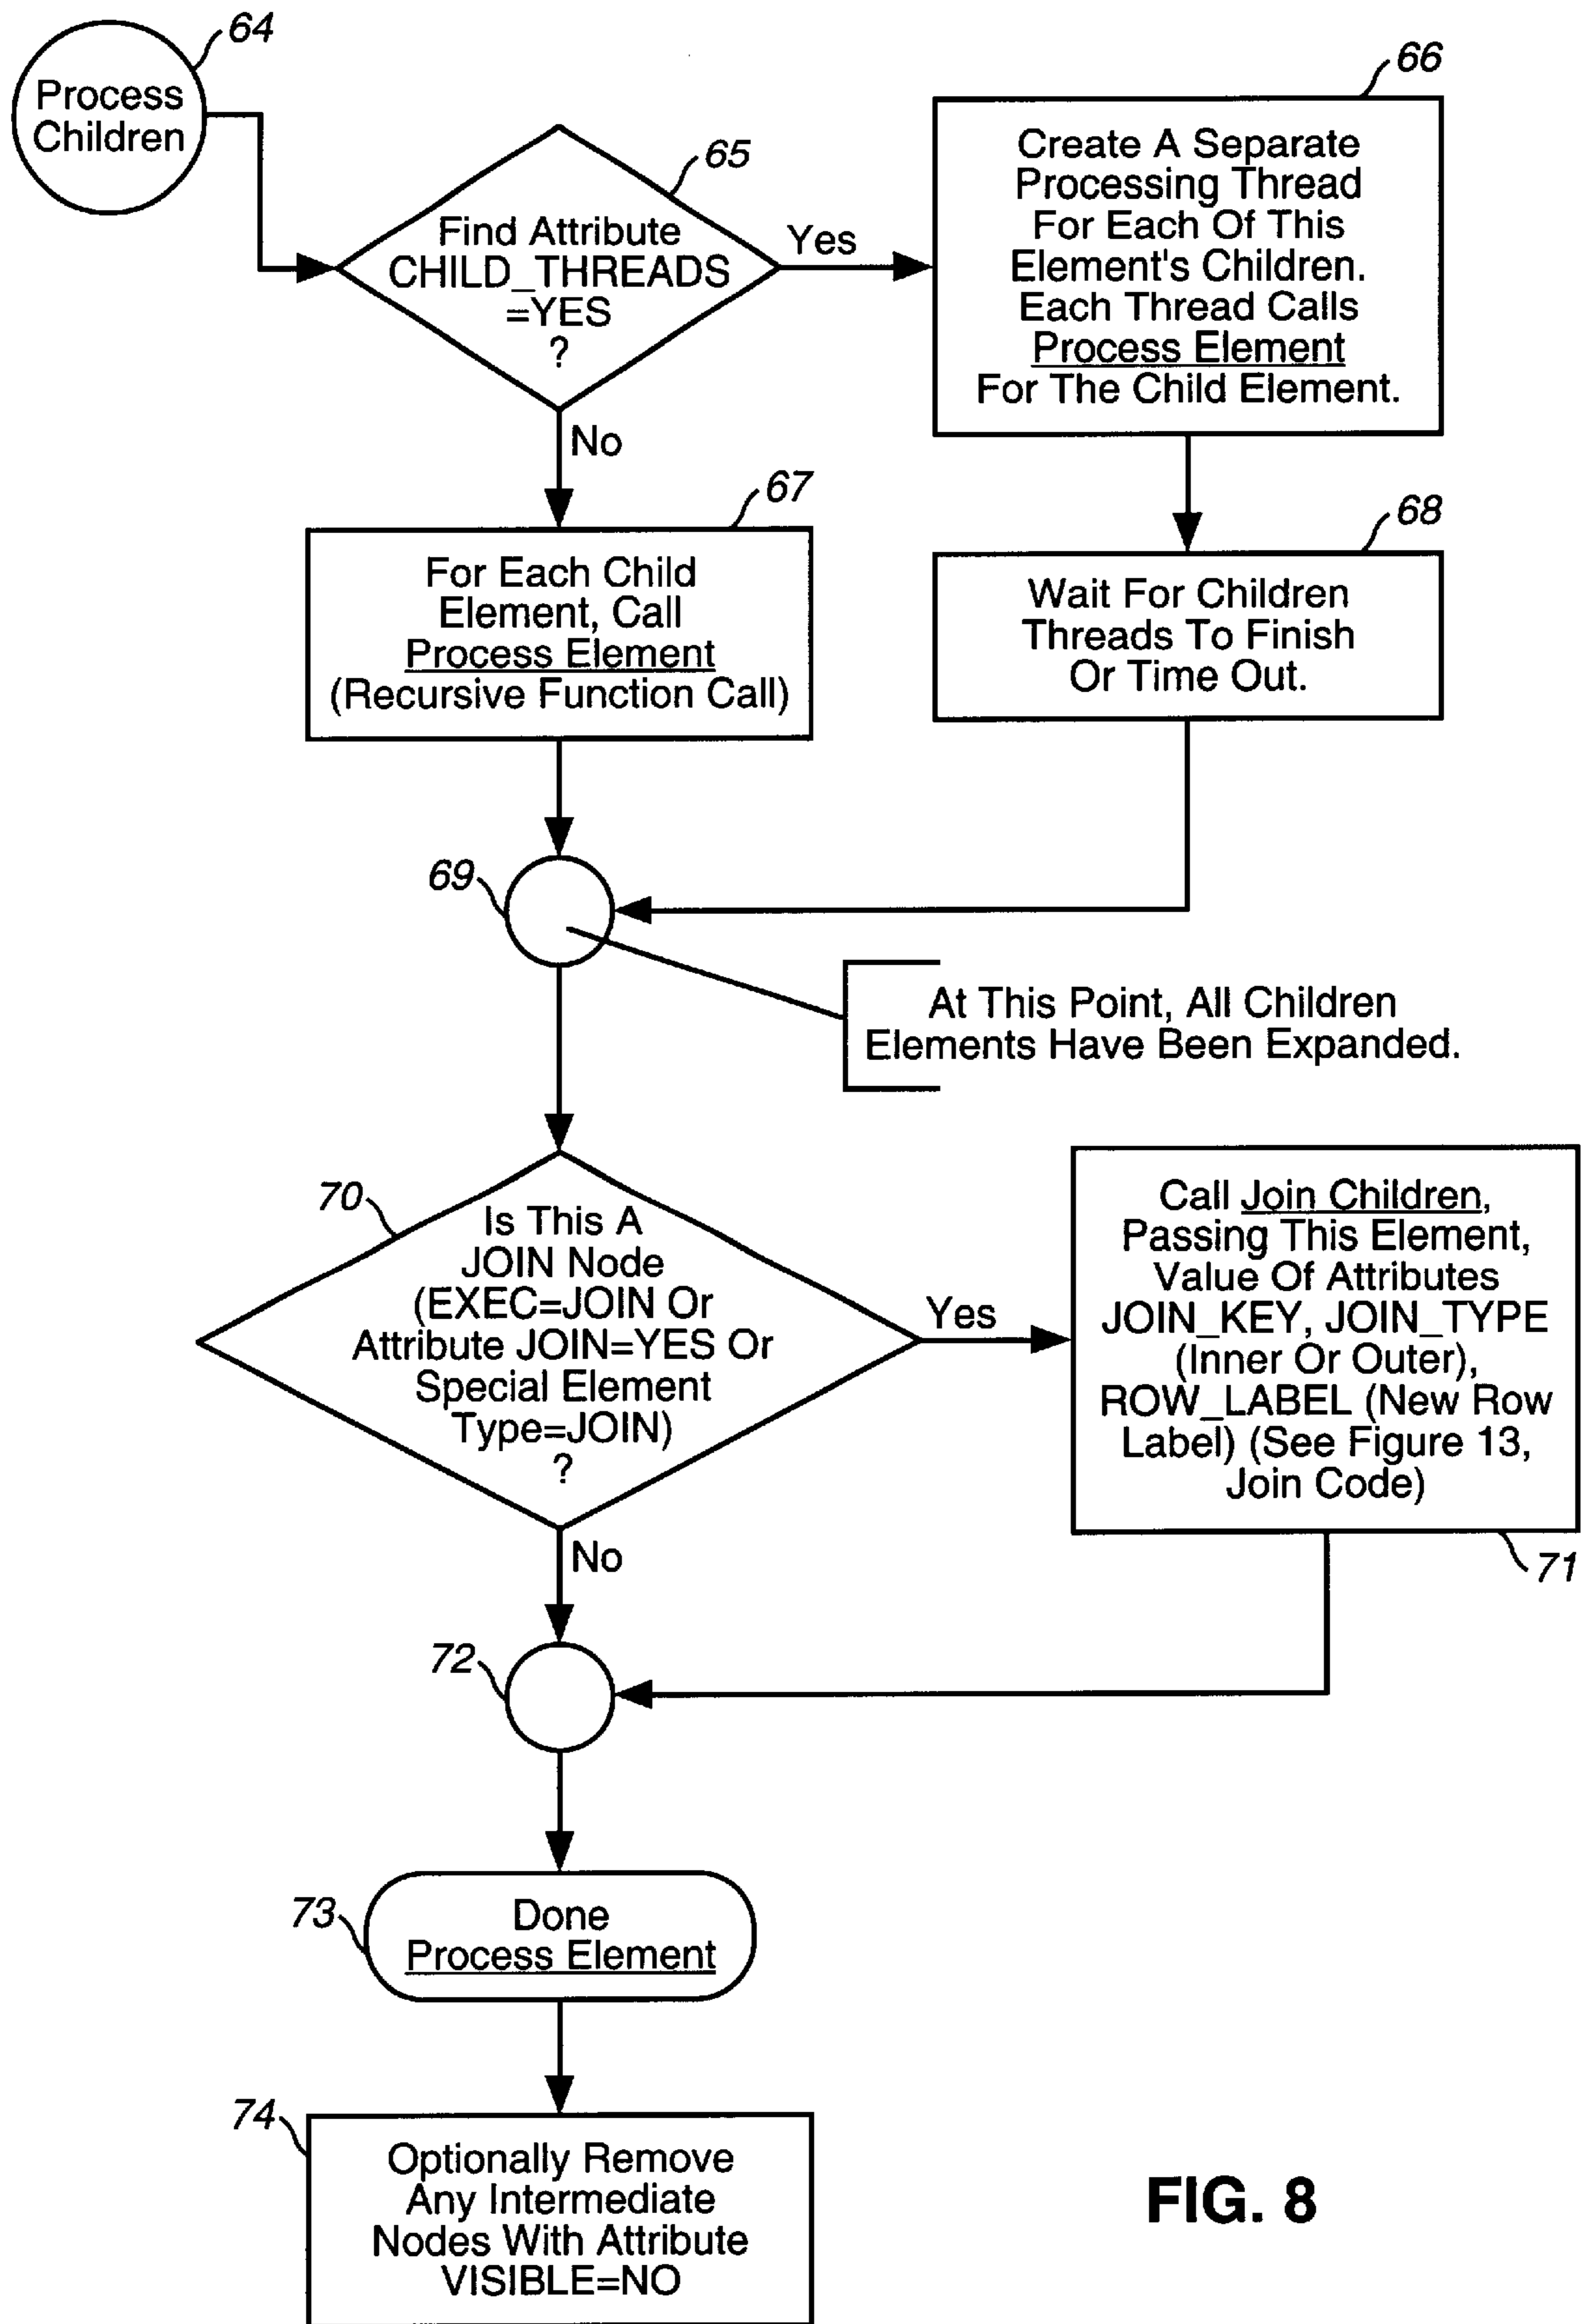 64
Process
Children
65
Find Attribute
CHILD_THREADS
=YES
?
Yes
66
Create A Separate
Processing Thread
For Each Of This
Element's Children.
Each Thread Calls
Process Element
For The Child Element.
No
67
For Each Child
Element, Call
Process Element
(Recursive Function Call)
68
Wait For Children
Threads To Finish
Or Time Out.
69
At This Point, All Children
Elements Have Been Expanded.
70
Is This A
JOIN Node
(EXEC=JOIN Or
Attribute JOIN=YES Or
Special Element
Type=JOIN)
?
Yes
Call Join Children,
Passing This Element,
Value Of Attributes
JOIN_KEY, JOIN_TYPE
(Inner Or Outer),
ROW_LABEL (New Row
Label) (See Figure 13,
Join Code)
71
No
72
73
Done
Process Element
74
Optionally Remove
Any Intermediate
Nodes With Attribute
VISIBLE=NO
FIG. 8